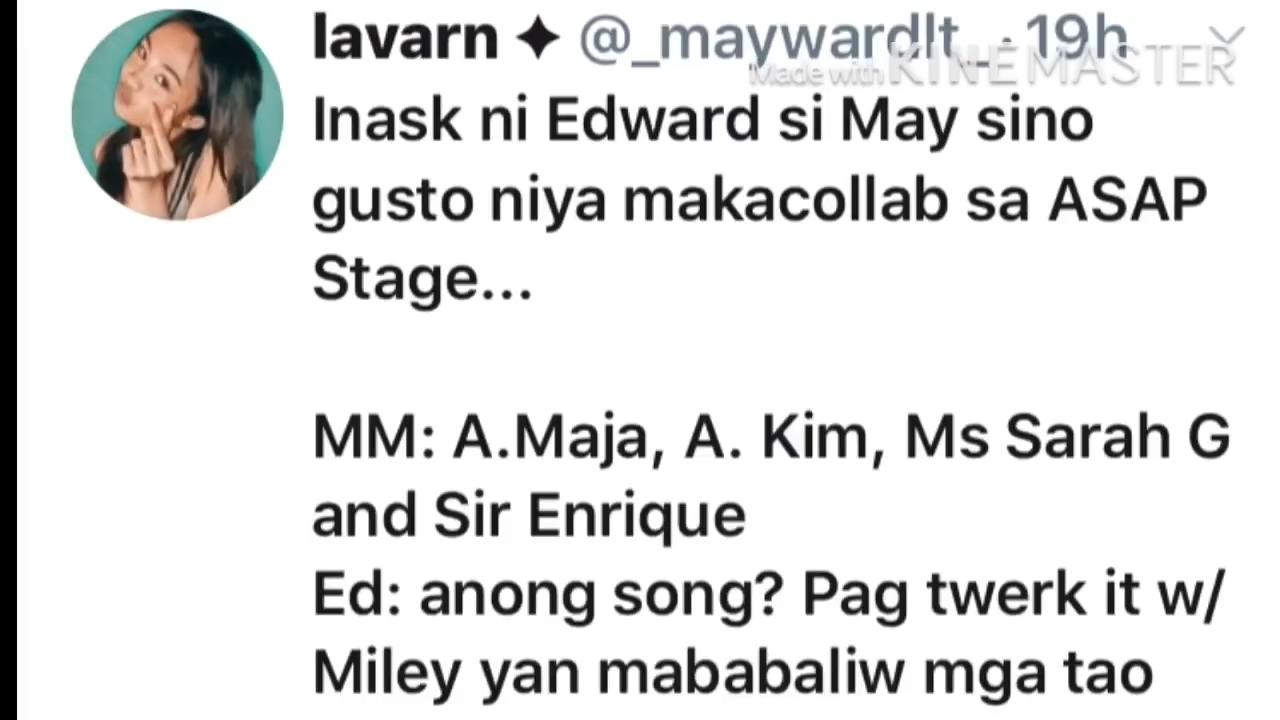 lavarn ✦ @_maywardlt_ · 19h
Made with KINEMASTER
Inask ni Edward si May sino
gusto niya makacollab sa ASAP
Stage...
MM: A.Maja, A. Kim, Ms Sarah G
and Sir Enrique
Ed: anong song? Pag twerk it w/
Miley yan mababaliw mga tao